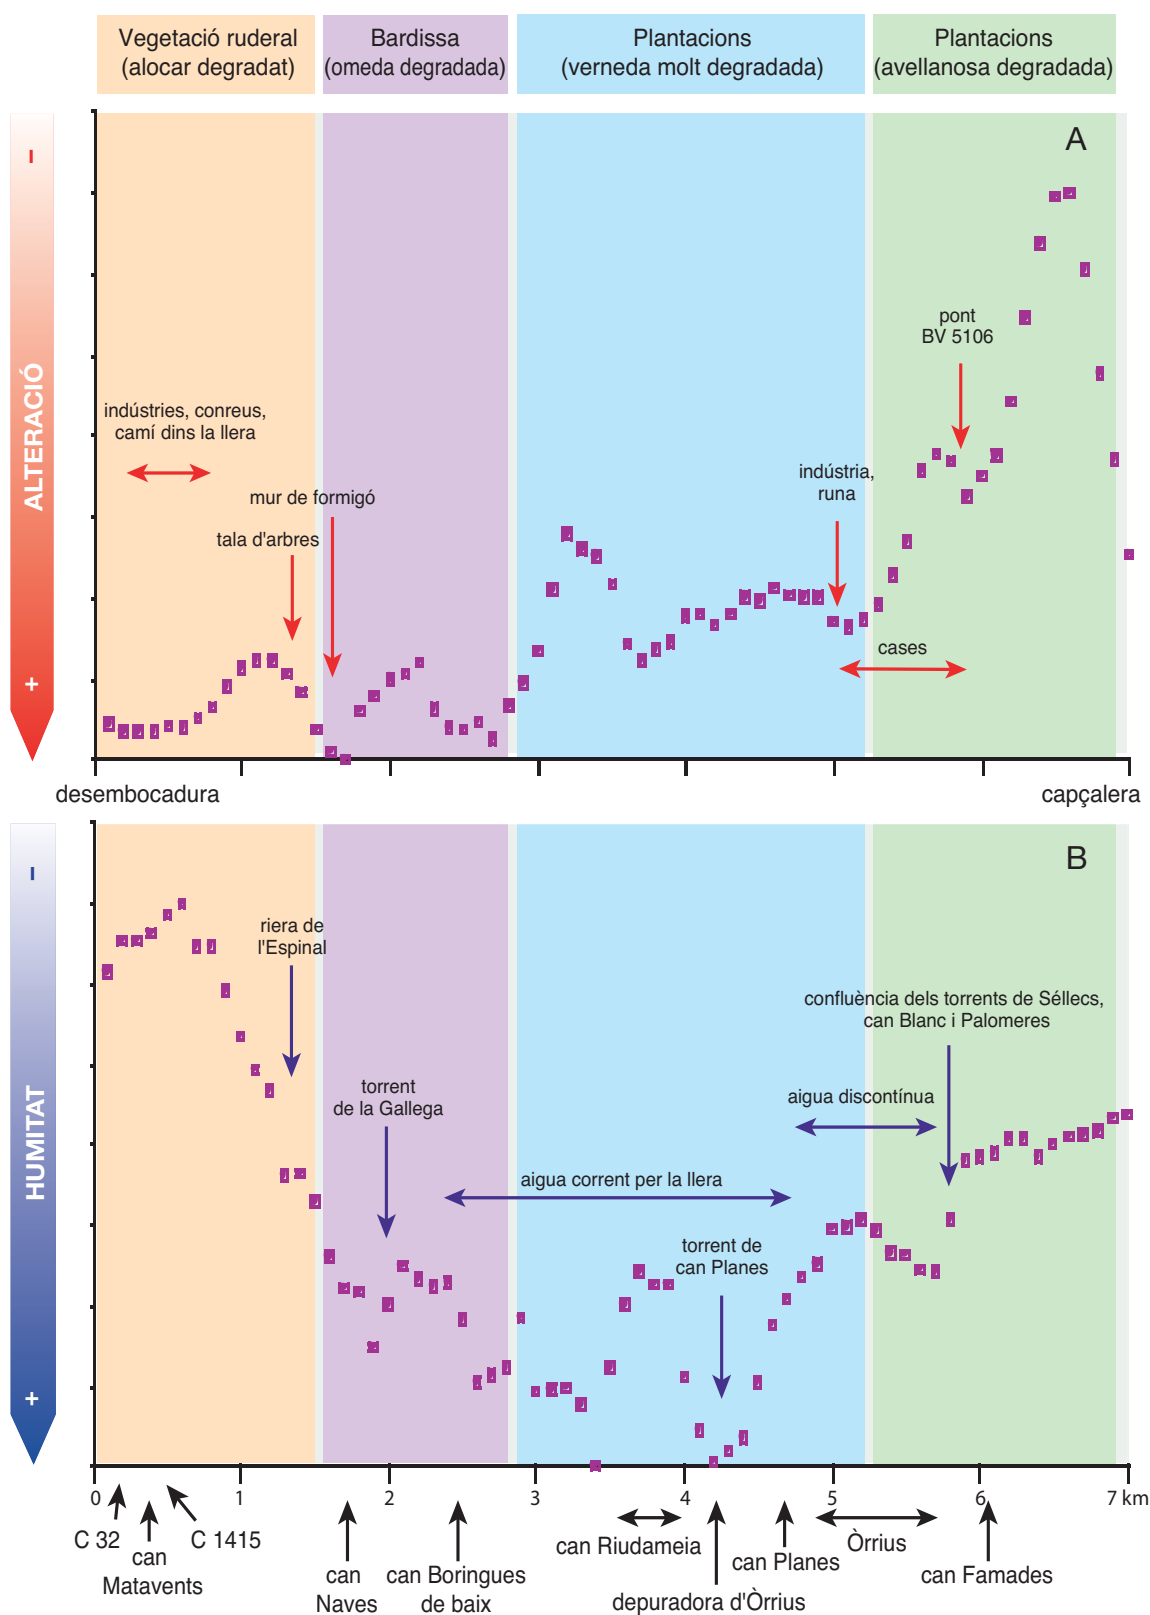 Vegetació ruderal
(alocar degradat)
Bardissa
(omeda degradada)
Plantacions
(verneda molt degradada)
Plantacions
(avellanosa degradada)
A
–
ALTERACIÓ
+
pont
BV 5106
indústries, conreus,
camí dins la llera
mur de formigó
tala d'arbres
indústria,
runa
cases
desembocadura
capçalera
B
–
HUMITAT
+
riera de
l'Espinal
torrent
de la Gallega
confluència dels torrents de Séllecs,
can Blanc i Palomeres
aigua discontínua
aigua corrent per la llera
torrent de
can Planes
0 1 2 3 4 5 6 7 km
C 32
can
Matavents
C 1415
can
Naves
can Boringues
de baix
can Riudameia
depuradora d'Òrrius
can Planes
Òrrius
can Famades